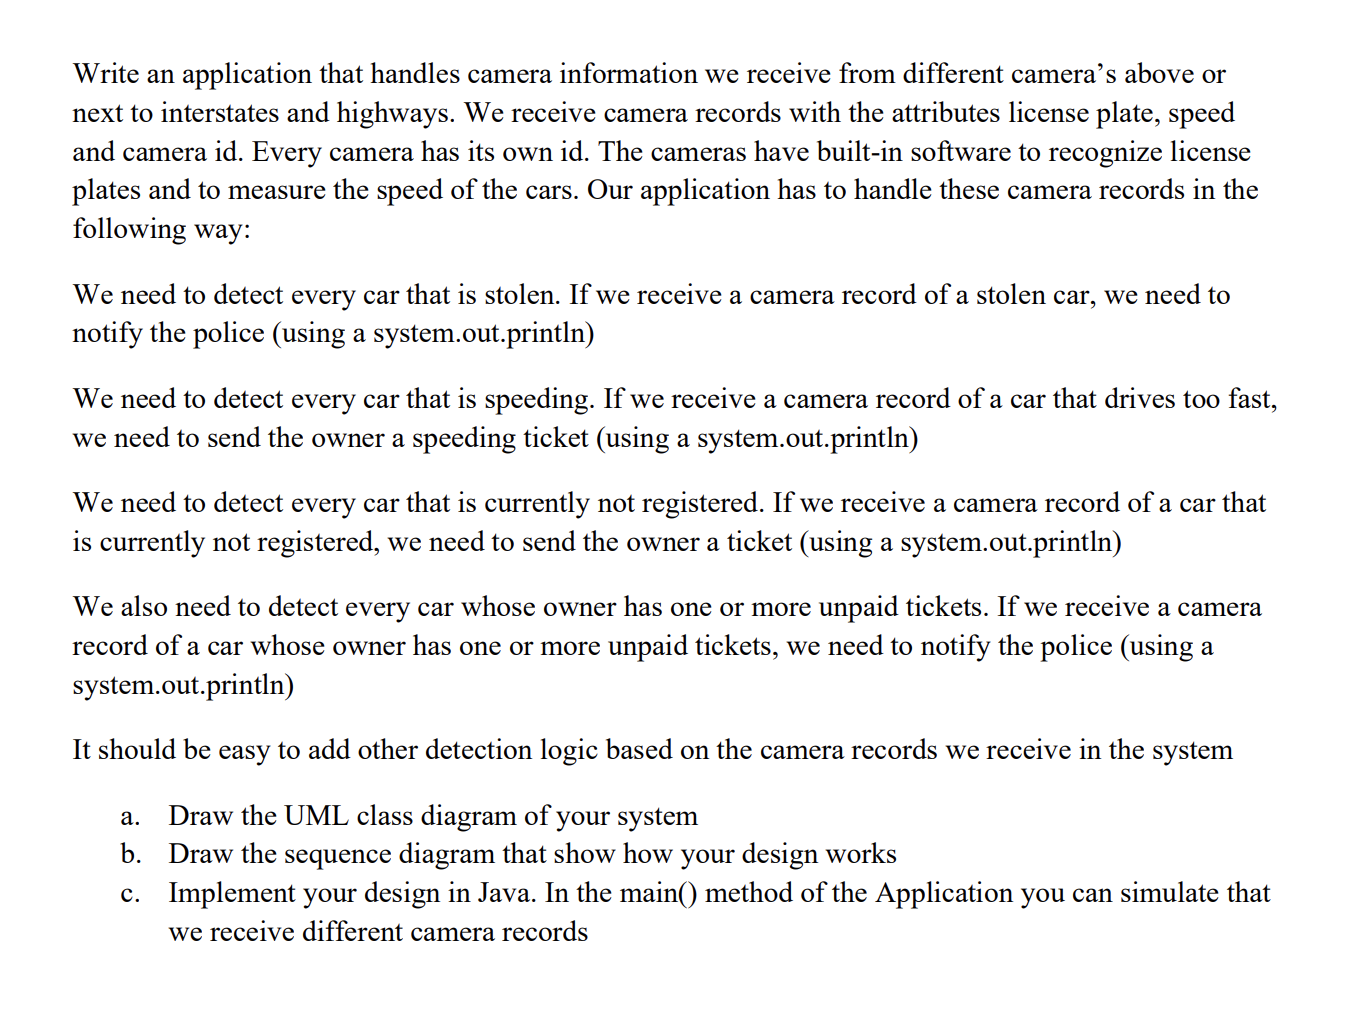 Write an application that handles camera information we receive from different camera’s above or
next to interstates and highways. We receive camera records with the attributes license plate, speed
and camera id. Every camera has its own id. The cameras have built-in software to recognize license
plates and to measure the speed of the cars. Our application has to handle these camera records in the
following way:
We need to detect every car that is stolen. If we receive a camera record of a stolen car, we need to
notify the police (using a system.out.println)
We need to detect every car that is speeding. If we receive a camera record of a car that drives too fast,
we need to send the owner a speeding ticket (using a system.out.println)
We need to detect every car that is currently not registered. If we receive a camera record of a car that
is currently not registered, we need to send the owner a ticket (using a system.out.println)
We also need to detect every car whose owner has one or more unpaid tickets. If we receive a camera
record of a car whose owner has one or more unpaid tickets, we need to notify the police (using a
system.out.println)
It should be easy to add other detection logic based on the camera records we receive in the system
a. Draw the UML class diagram of your system
b. Draw the sequence diagram that show how your design works
c. Implement your design in Java. In the main() method of the Application you can simulate that
we receive different camera records